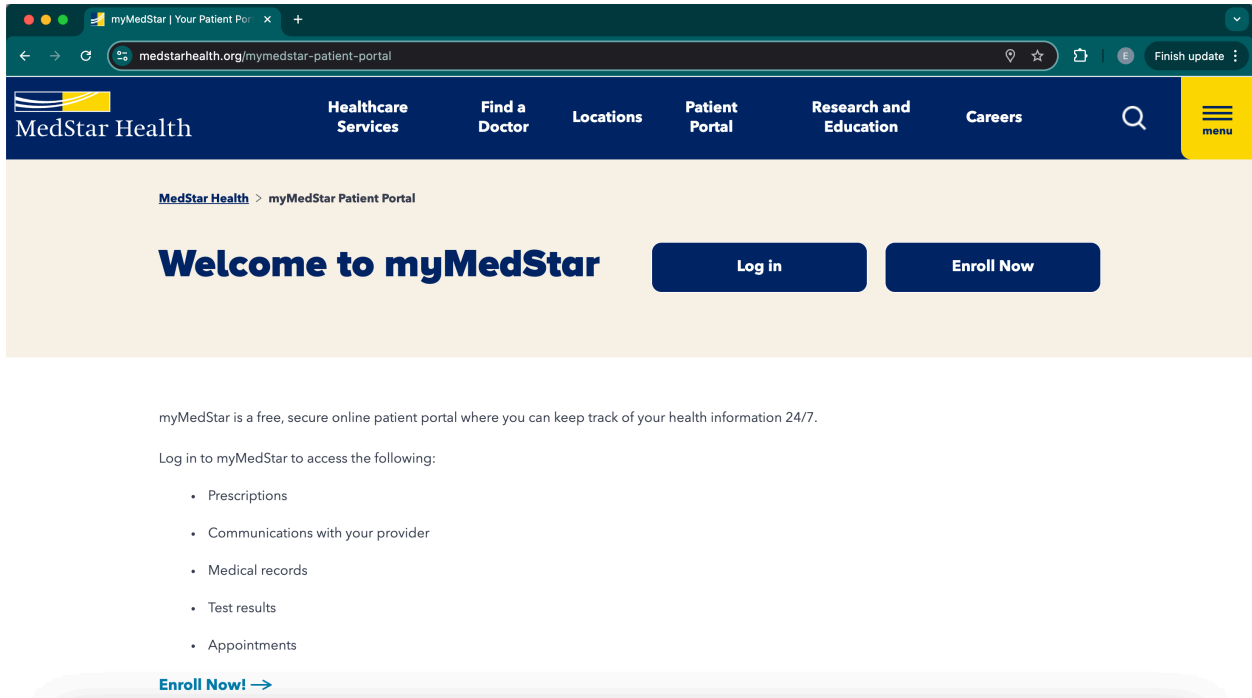 myMedStar | Your Patient Por
medstarhealth.org/mymedstar-patient-portal
E
Finish update
MedStar Health
Healthcare Services
Find a Doctor
Locations
Patient Portal
Research and Education
Careers
menu
MedStar Health > myMedStar Patient Portal
Welcome to myMedStar
Log in
Enroll Now
myMedStar is a free, secure online patient portal where you can keep track of your health information 24/7.
Log in to myMedStar to access the following:
• Prescriptions
• Communications with your provider
• Medical records
• Test results
• Appointments
Enroll Now! →